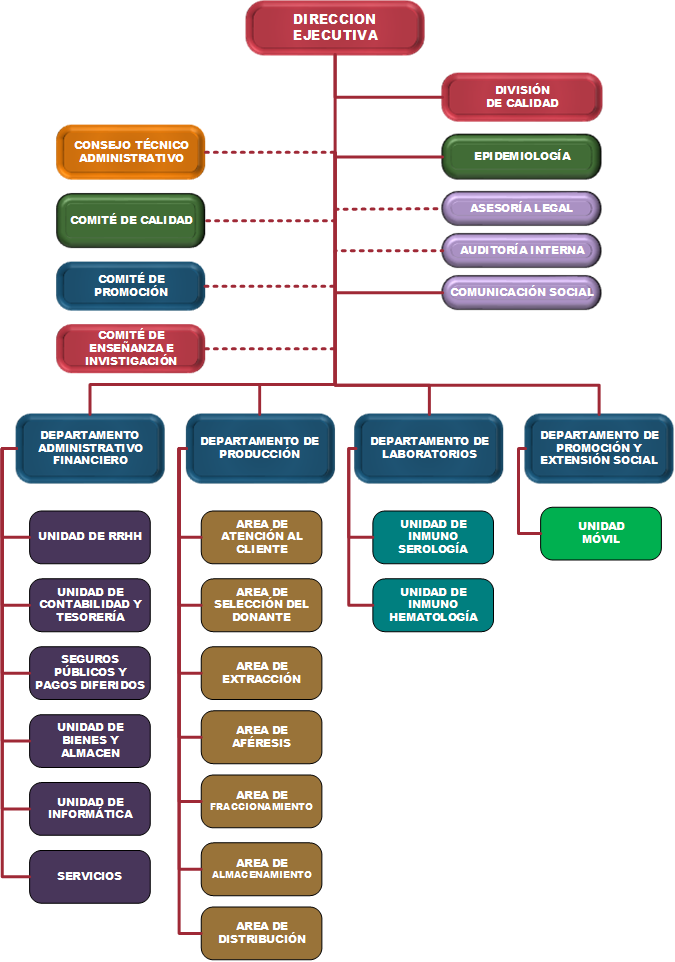 DIRECCION
EJECUTIVA
DIVISIÓN
DE CALIDAD
CONSEJO TÉCNICO
ADMINISTRATIVO
EPIDEMIOLOGÍA
COMITÉ DE CALIDAD
ASESORÍA LEGAL
AUDITORÍA INTERNA
COMITÉ DE
PROMOCIÓN
COMUNICACIÓN SOCIAL
COMITÉ DE
ENSEÑANZA E
INVISTIGACIÓN
DEPARTAMENTO
ADMINISTRATIVO
FINANCIERO
DEPARTAMENTO DE
PRODUCCIÓN
DEPARTAMENTO DE
LABORATORIOS
DEPARTAMENTO DE
PROMOCIÓN Y
EXTENSIÓN SOCIAL
UNIDAD DE RRHH
UNIDAD DE
CONTABILIDAD Y
TESORERÍA
SEGUROS
PÚBLICOS Y
PAGOS DIFERIDOS
UNIDAD DE
BIENES Y
ALMACEN
UNIDAD DE
INFORMÁTICA
SERVICIOS
AREA DE
ATENCIÓN AL
CLIENTE
AREA DE
SELECCIÓN DEL
DONANTE
AREA DE
EXTRACCIÓN
AREA DE
AFÉRESIS
AREA DE
FRACCIONAMIENTO
AREA DE
ALMACENAMIENTO
AREA DE
DISTRIBUCIÓN
UNIDAD DE
INMUNO
SEROLOGÍA
UNIDAD DE
INMUNO
HEMATOLOGÍA
UNIDAD
MÓVIL